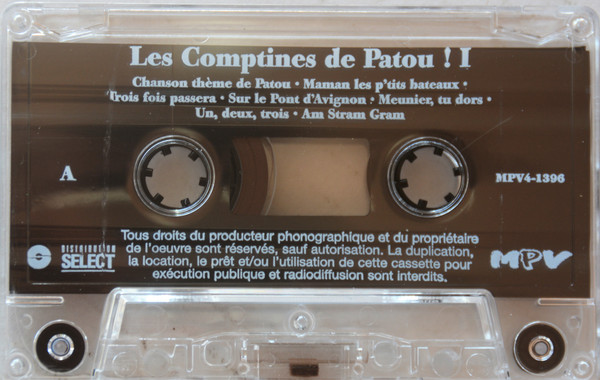 Les Comptines de Patou ! I
Chanson thème de Patou • Maman les p'tits bateaux •
Trois fois passera • Sur le Pont d'Avignon • Meunier, tu dors •
Un, deux, trois • Am Stram Gram
A
MPV4-1396
Tous droits du producteur phonographique et du propriétaire
de l'oeuvre sont réservés, sauf autorisation. La duplication,
la location, le prêt et/ou l'utilisation de cette cassette pour
exécution publique et radiodiffusion sont interdits.
DISTRIBUTION
SELECT
MPV